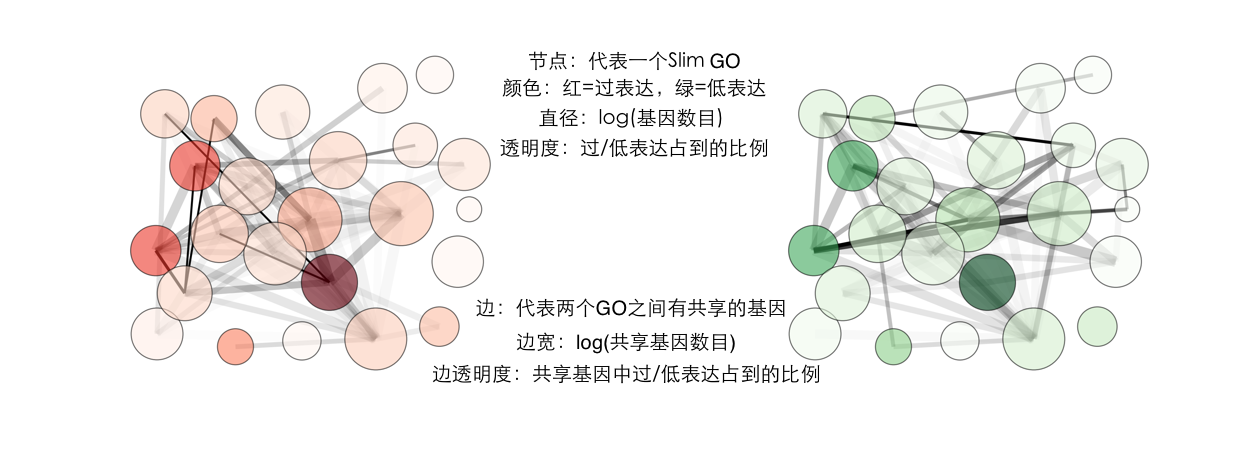 节点：代表一个Slim GO
颜色：红=过表达，绿=低表达
直径：log(基因数目)
透明度：过/低表达占到的比例
边：代表两个GO之间有共享的基因
边宽：log(共享基因数目)
边透明度：共享基因中过/低表达占到的比例